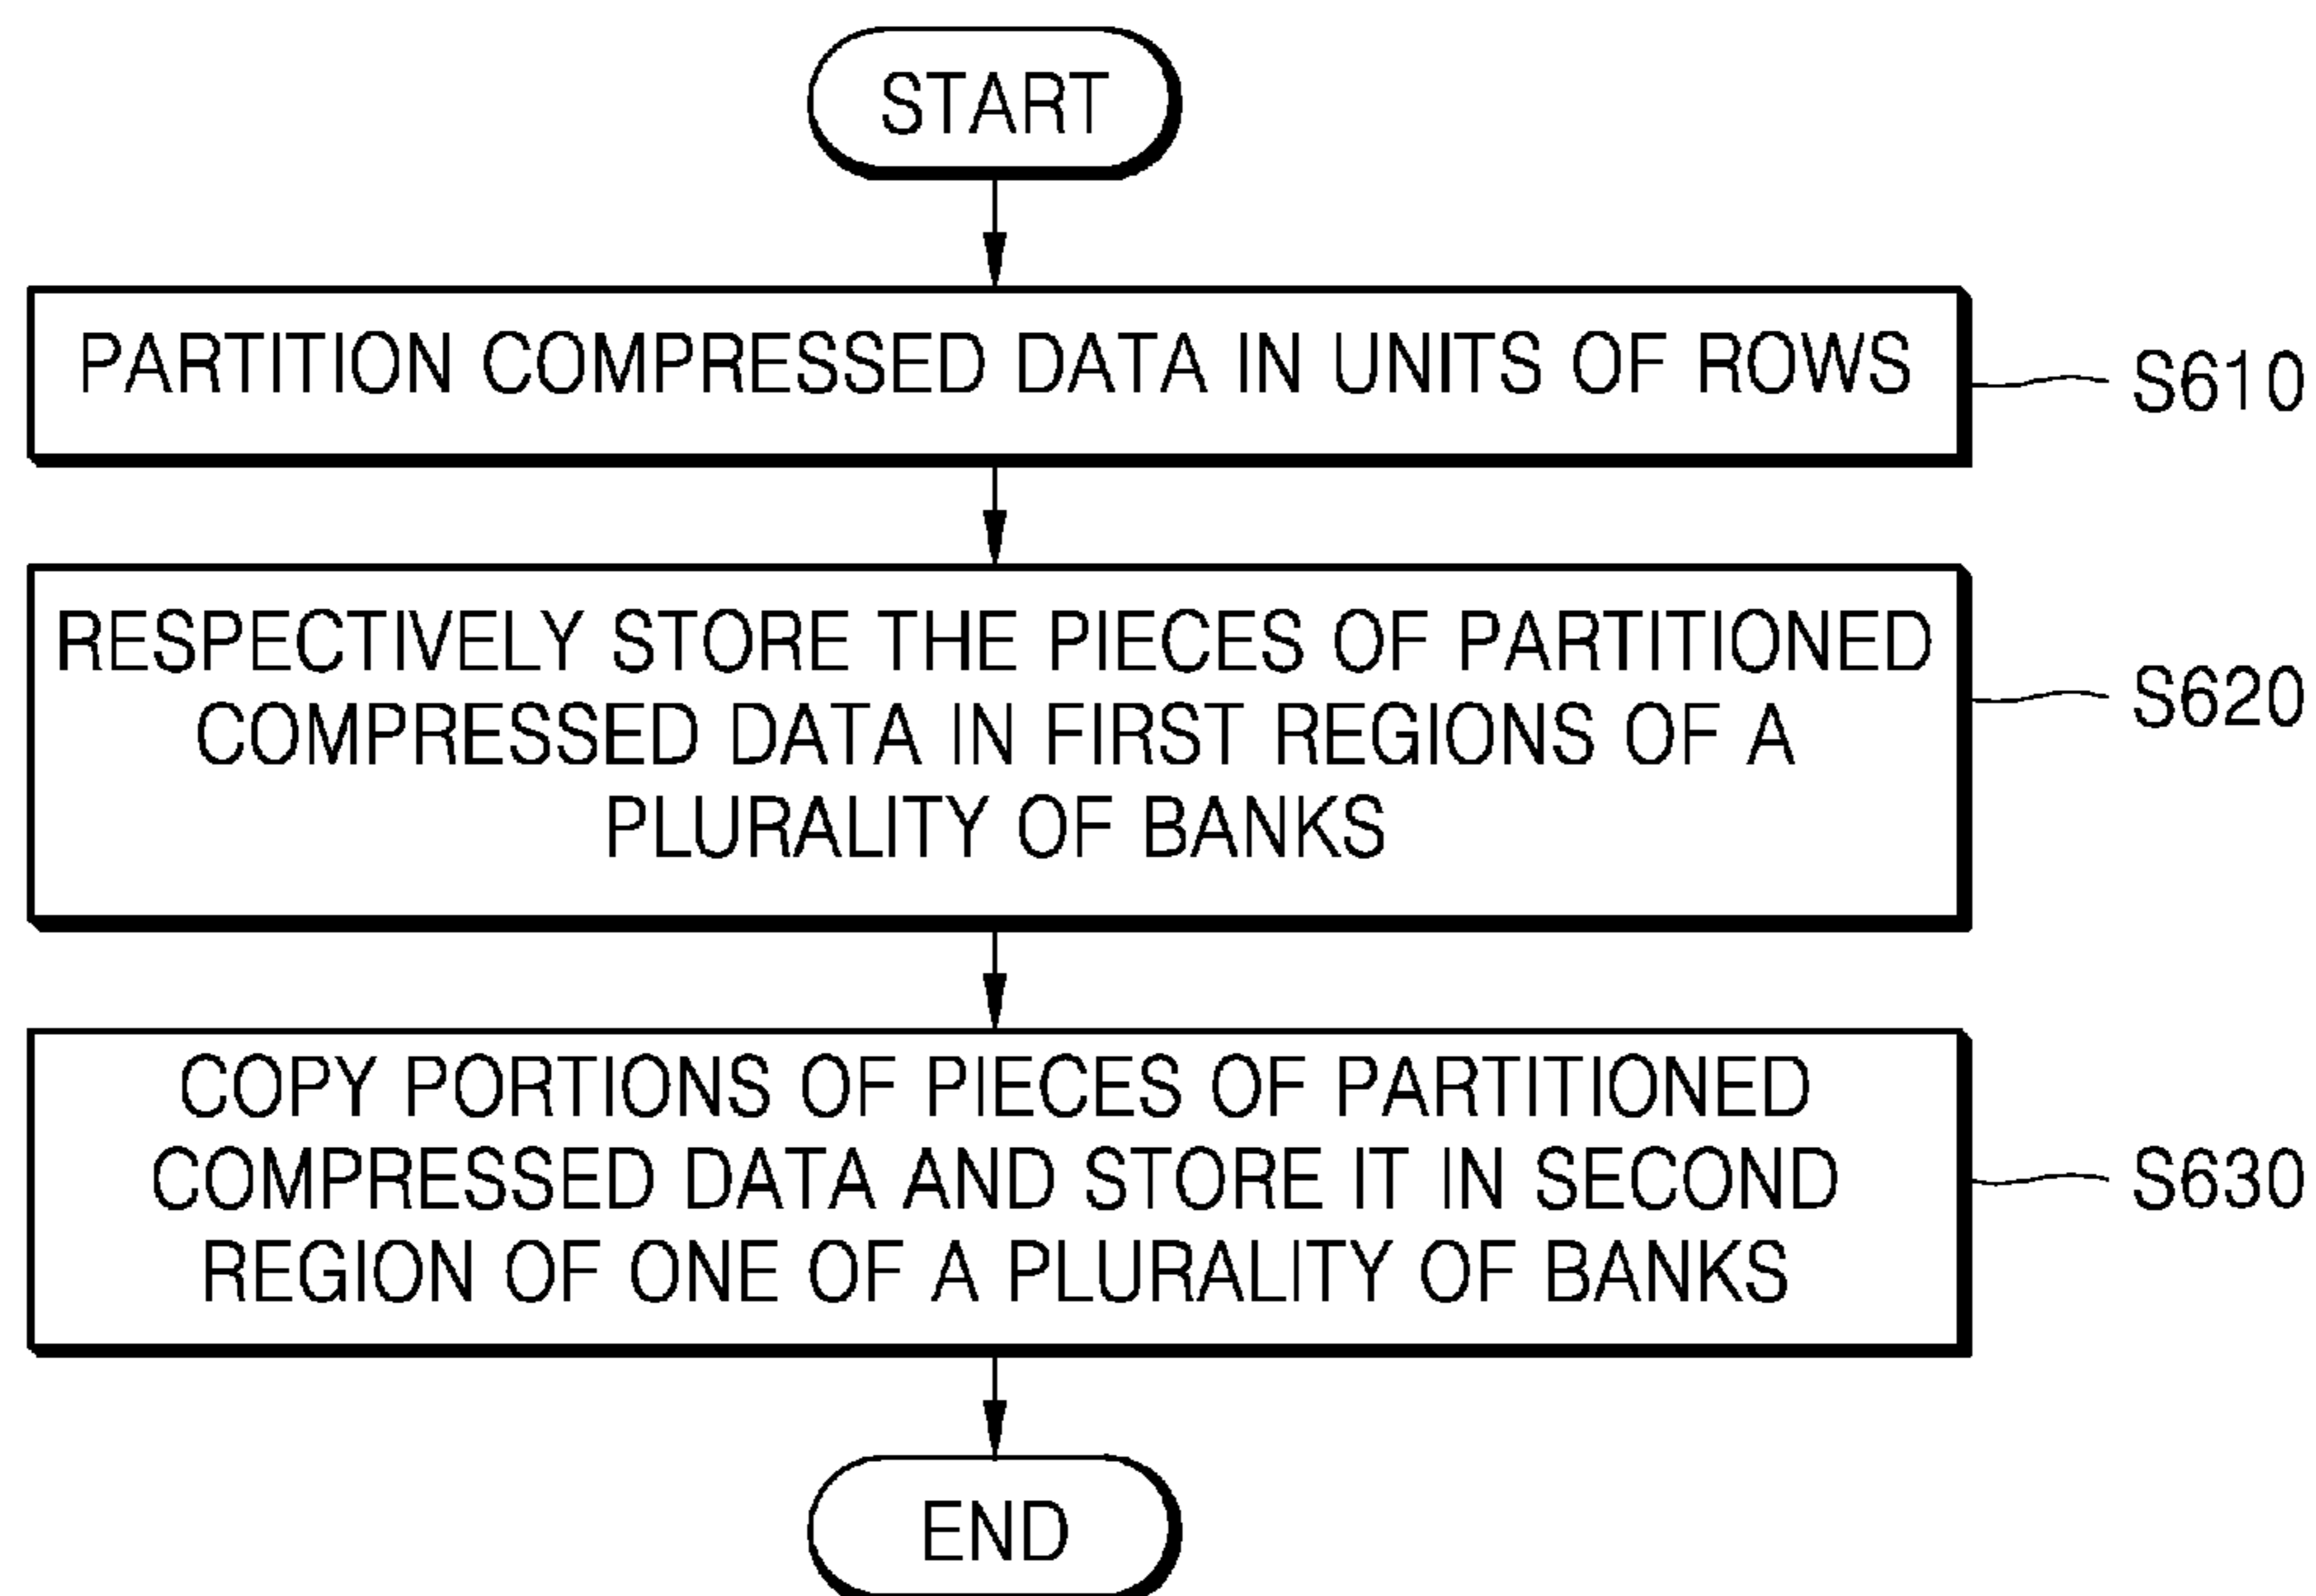 START
PARTITION COMPRESSED DATA IN UNITS OF ROWS
S610
RESPECTIVELY STORE THE PIECES OF PARTITIONED
COMPRESSED DATA IN FIRST REGIONS OF A
PLURALITY OF BANKS
S620
COPY PORTIONS OF PIECES OF PARTITIONED
COMPRESSED DATA AND STORE IT IN SECOND
REGION OF ONE OF A PLURALITY OF BANKS
S630
END